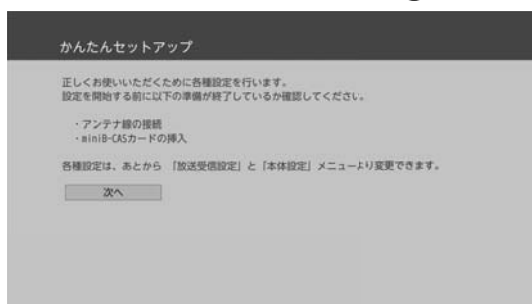 かんたんセットアップ
正しくお使いいただくために各種設定を行います。
設定を開始する前に以下の準備が終了しているか確認してください。
・アンテナ線の接続
・miniB-CASカードの挿入
各種設定は、あとから「放送受信設定」と「本体設定」メニューより変更できます。
次へ